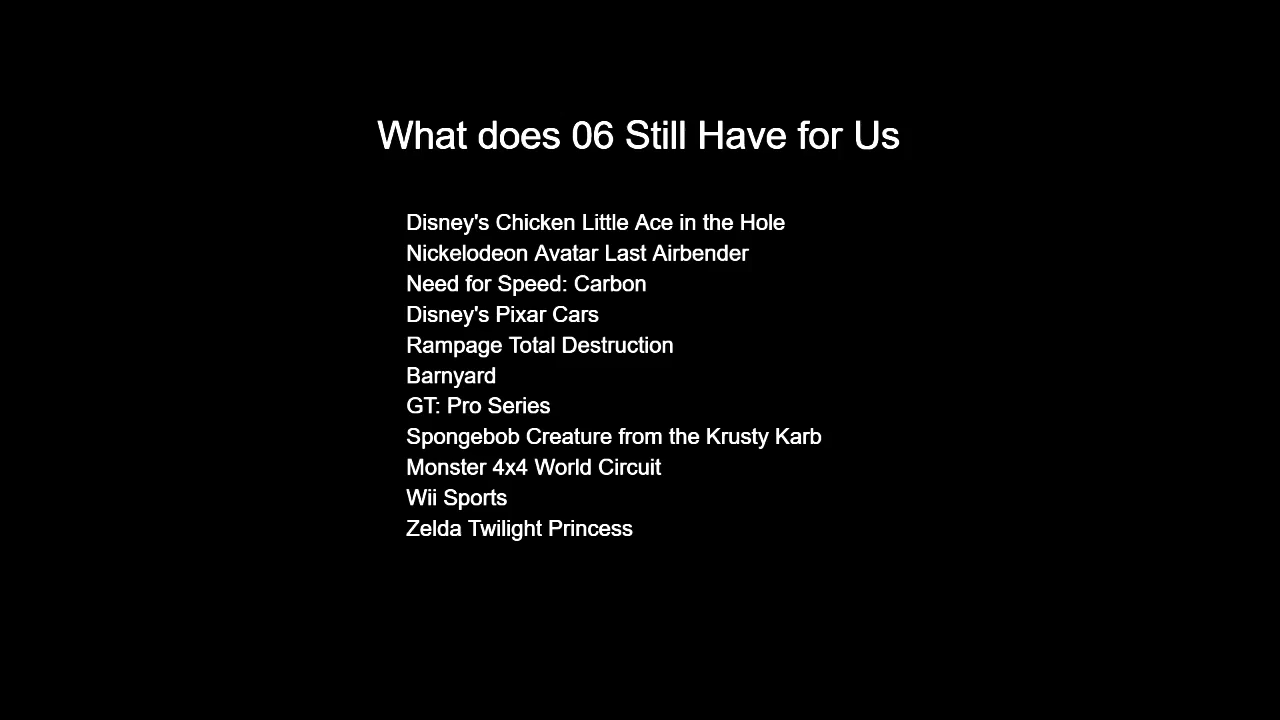 What does 06 Still Have for Us
Disney's Chicken Little Ace in the Hole
Nickelodeon Avatar Last Airbender
Need for Speed: Carbon
Disney's Pixar Cars
Rampage Total Destruction
Barnyard
GT: Pro Series
Spongebob Creature from the Krusty Karb
Monster 4x4 World Circuit
Wii Sports
Zelda Twilight Princess